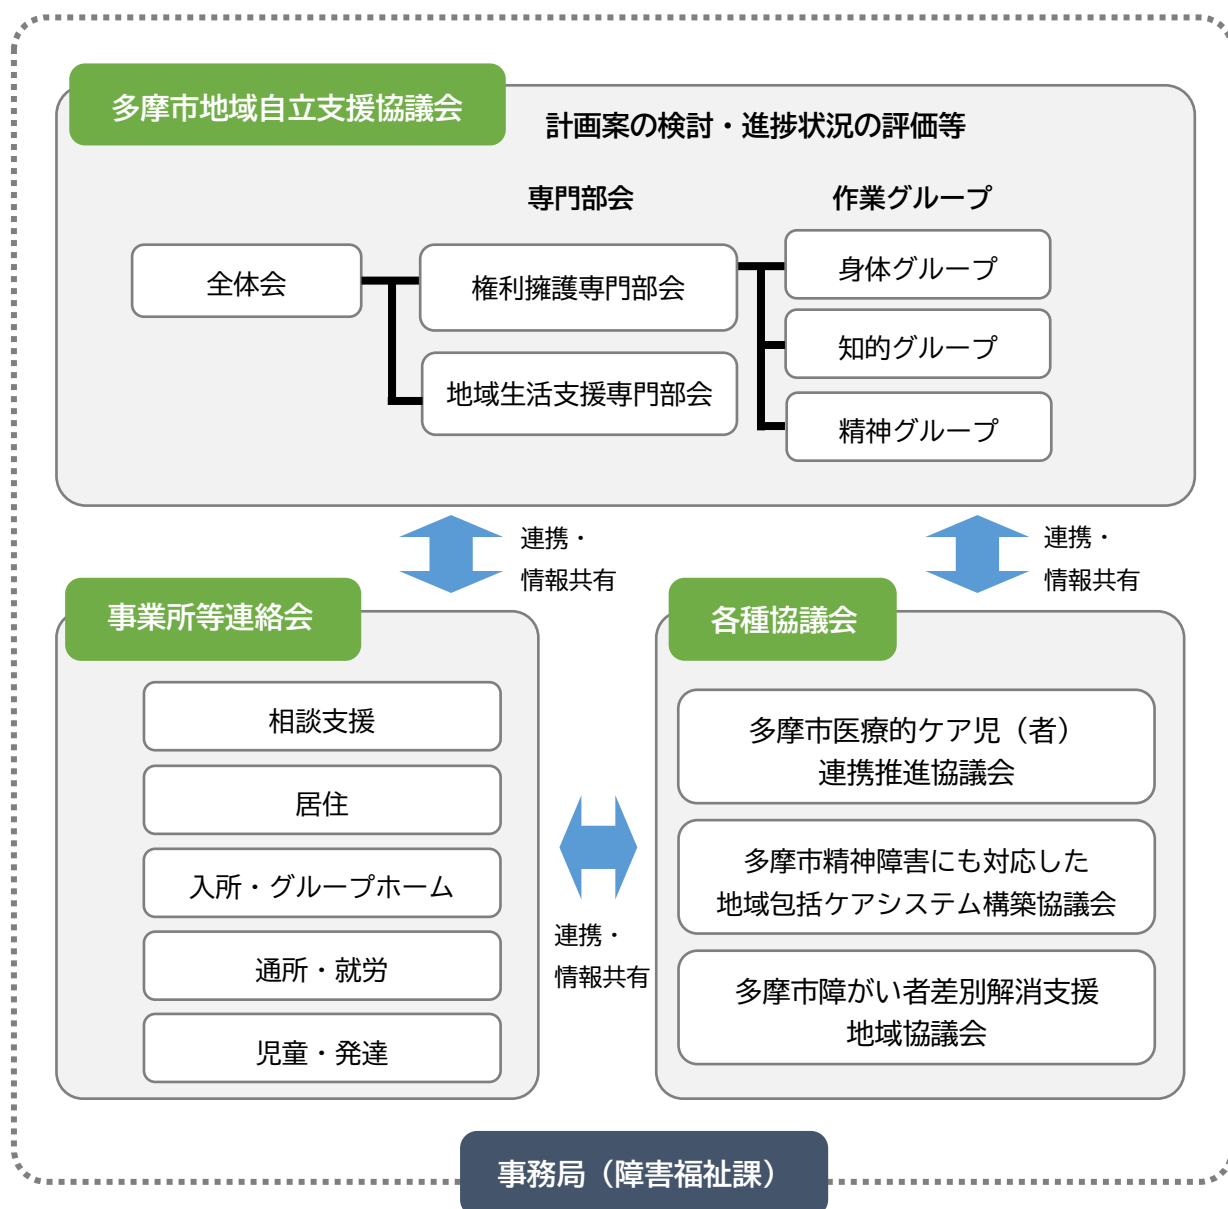 多摩市地域自立支援協議会
計画案の検討・進捗状況の評価等
専門部会
作業グループ
全体会
権利擁護専門部会
地域生活支援専門部会
身体グループ
知的グループ
精神グループ
連携・
情報共有
連携・
情報共有
事業所等連絡会
相談支援
居住
入所・グループホーム
通所・就労
児童・発達
連携・
情報共有
各種協議会
多摩市医療的ケア児（者）
連携推進協議会
多摩市精神障害にも対応した
地域包括ケアシステム構築協議会
多摩市障がい者差別解消支援
地域協議会
事務局（障害福祉課）